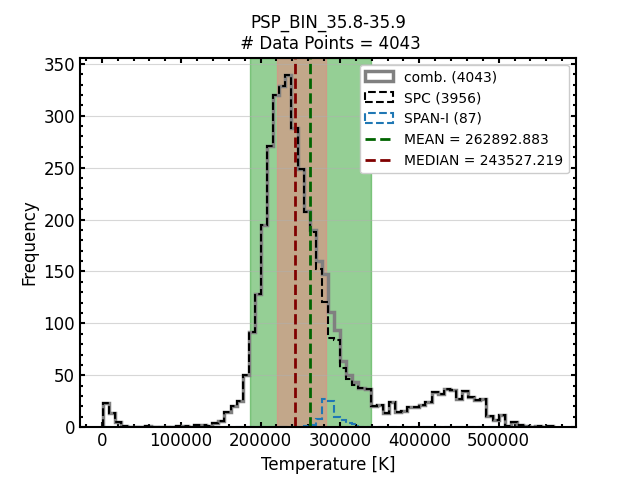 PSP_BIN_35.8-35.9
# Data Points = 4043
350
300
250
200
150
100
50
0
Frequency
comb. (4043)
SPC (3956)
SPAN-I (87)
MEAN = 262892.883
MEDIAN = 243527.219
0 100000 200000 300000 400000 500000
Temperature [K]